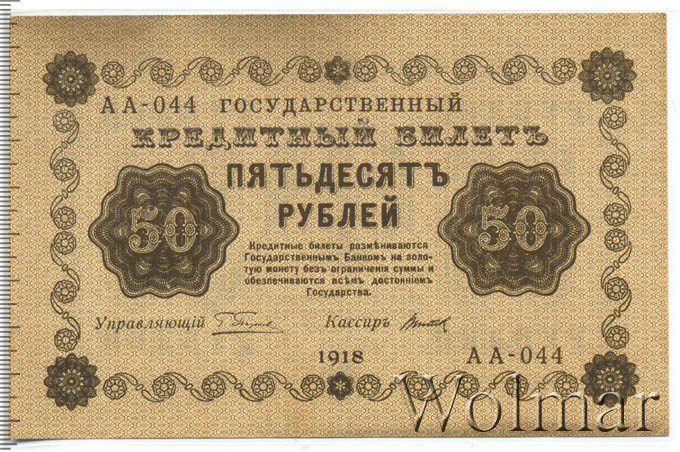 АА-044 ГОСУДАРСТВЕННЫЙ
КРЕДИТНЫЙ БИЛЕТЪ
ПЯТЬДЕСЯТЪ
РУБЛЕЙ
50
50
Кредитные билеты размѣниваются
Государственнымъ Банкомъ на золо-
тую монету безъ ограниченія суммы и
обезпечиваются всѣмъ достояніемъ
Государства.
Управляющій
Кассиръ
1918
АА-044
Wolmar